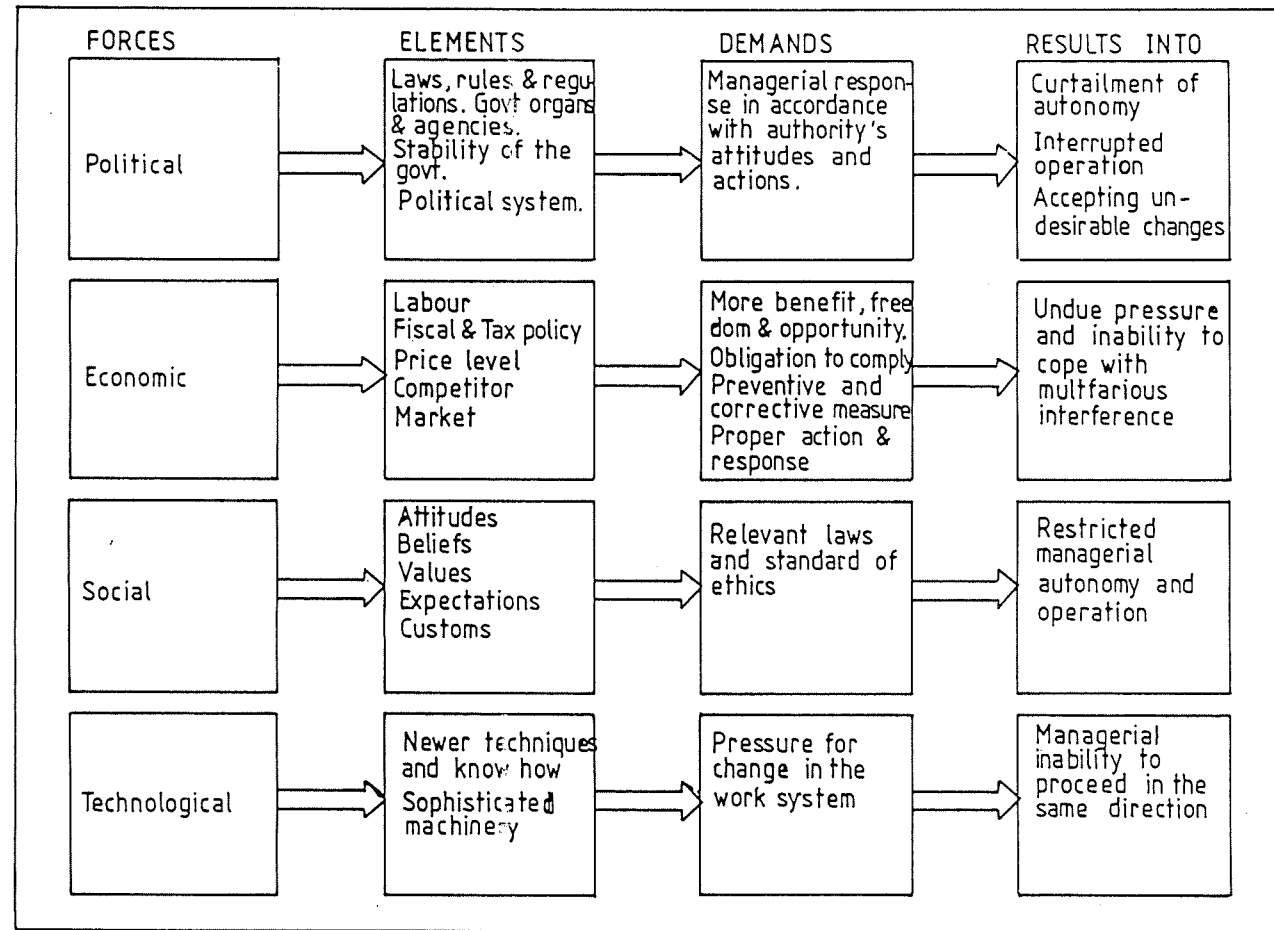 FORCES
ELEMENTS
DEMANDS
RESULTS INTO
Political
Laws, rules & regu-
lations. Govt organs
& agencies.
Stability of the
govt.
Political system.
Managerial respon-
se in accordance
with authority's
attitudes and
actions.
Curtailment of
autonomy
Interrupted
operation
Accepting un-
desirable changes
Economic
Labour
Fiscal & Tax policy
Price level
Competitor
Market
More benefit, free
dom & opportunity.
Obligation to comply
Preventive and
corrective measure
Proper action &
response
Undue pressure
and inability to
cope with
multfarious
interference
Social
Attitudes
Beliefs
Values
Expectations
Customs
Relevant laws
and standard of
ethics
Restricted
managerial
autonomy and
operation
Technological
Newer techniques
and know how
Sophisticated
machinery
Pressure for
change in the
work system
Managerial
inability to
proceed in the
same direction